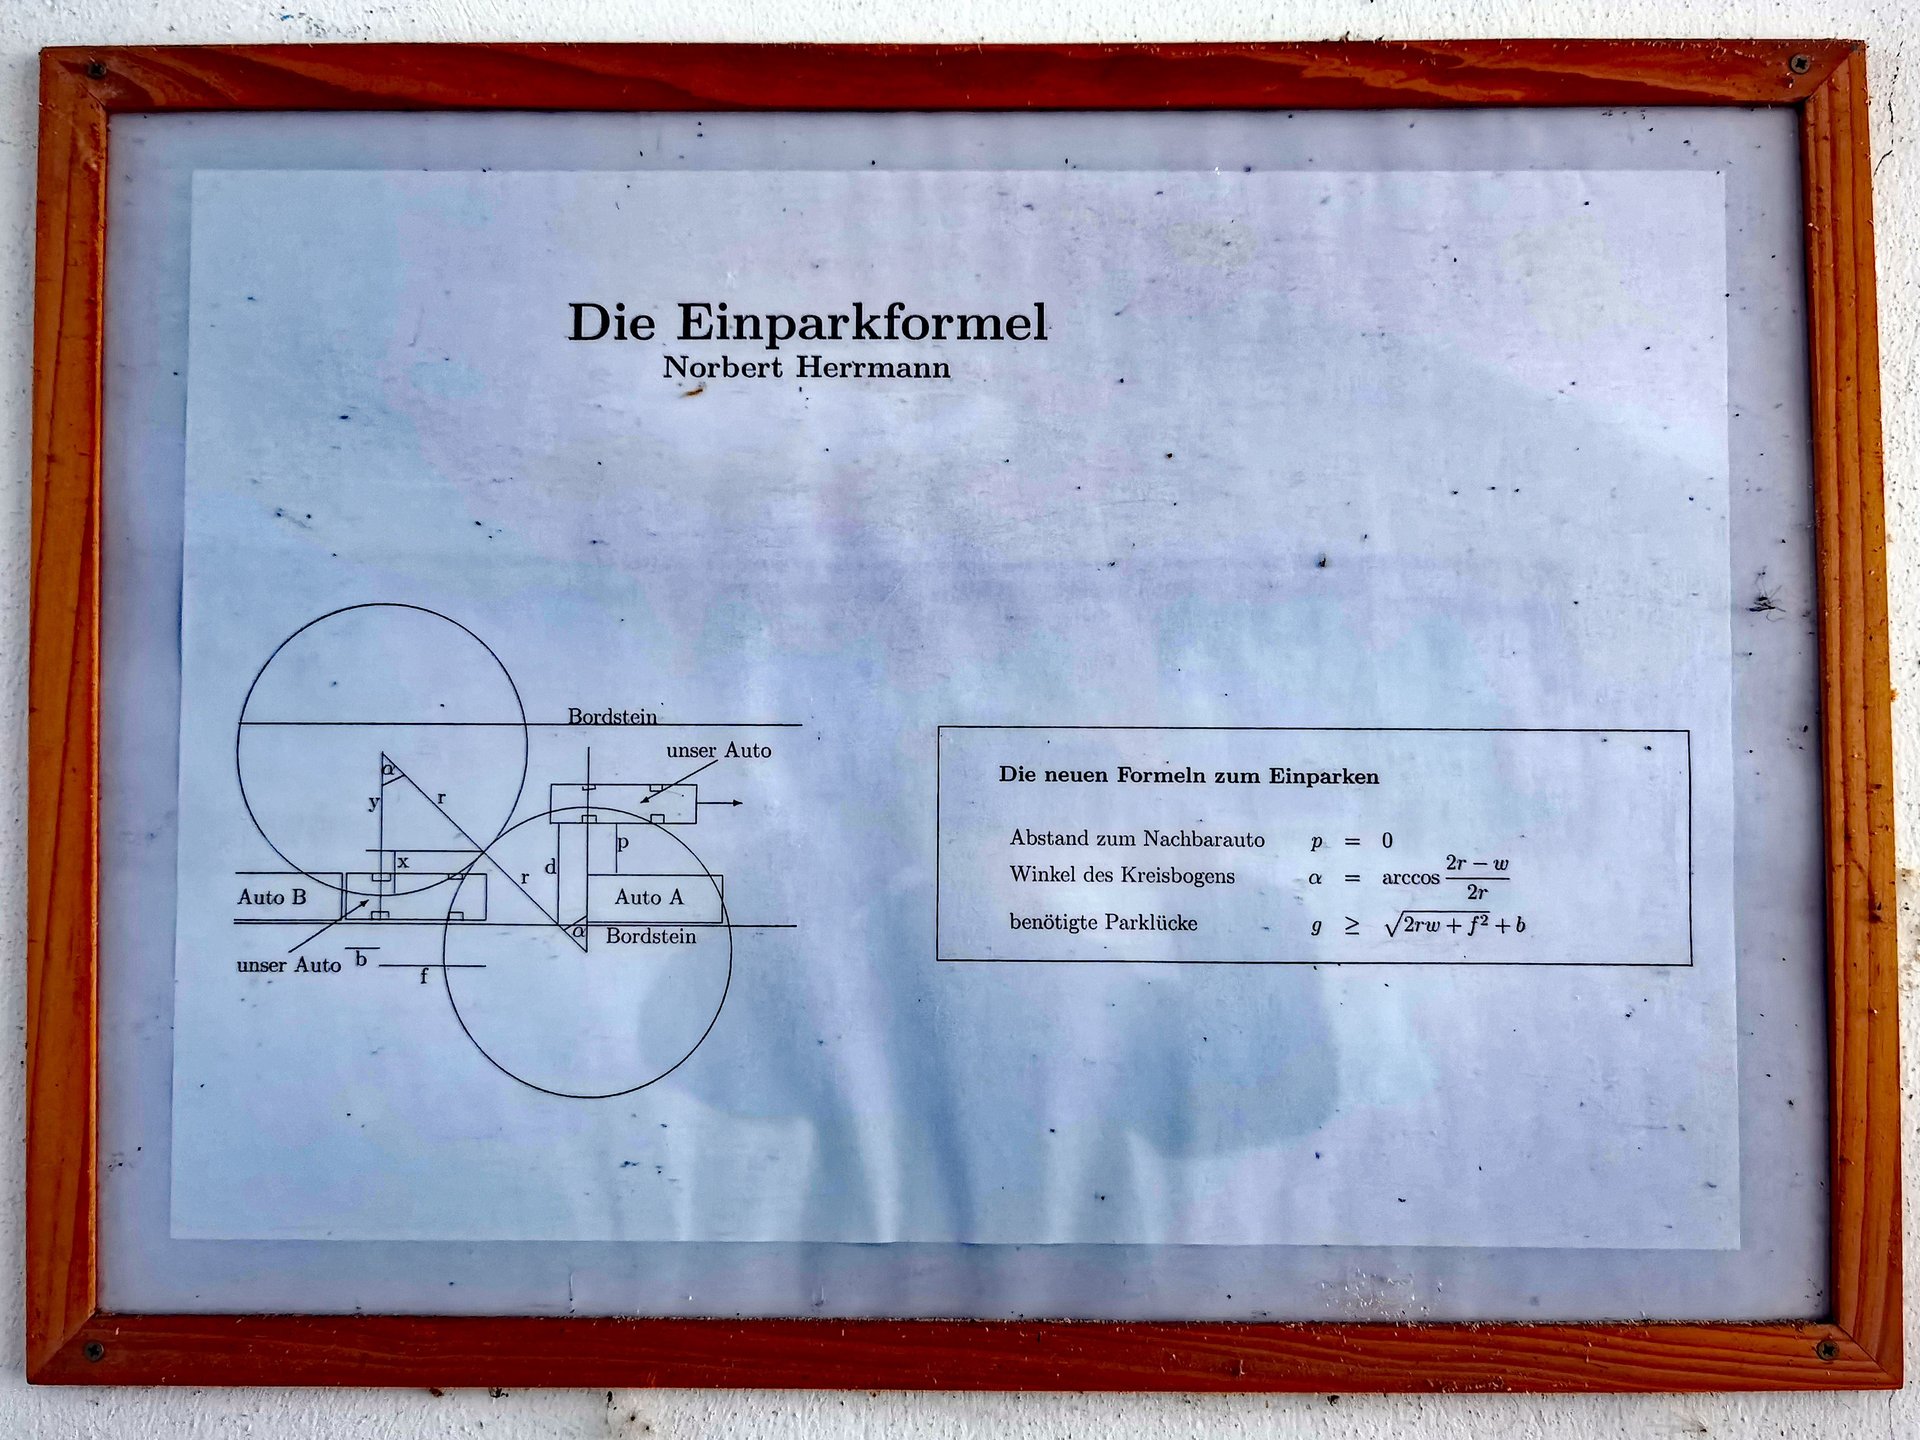 Die Einparkformel
Norbert Herrmann
Bordstein
unser Auto
α
y
r
x
p
d
r
Auto B
Auto A
α
Bordstein
unser Auto
b
f
Die neuen Formeln zum Einparken
Abstand zum Nachbarauto p = 0
Winkel des Kreisbogens α = arccos (2r − w)/(2r)
benötigte Parklücke g ≥ √(2rw + f²) + b